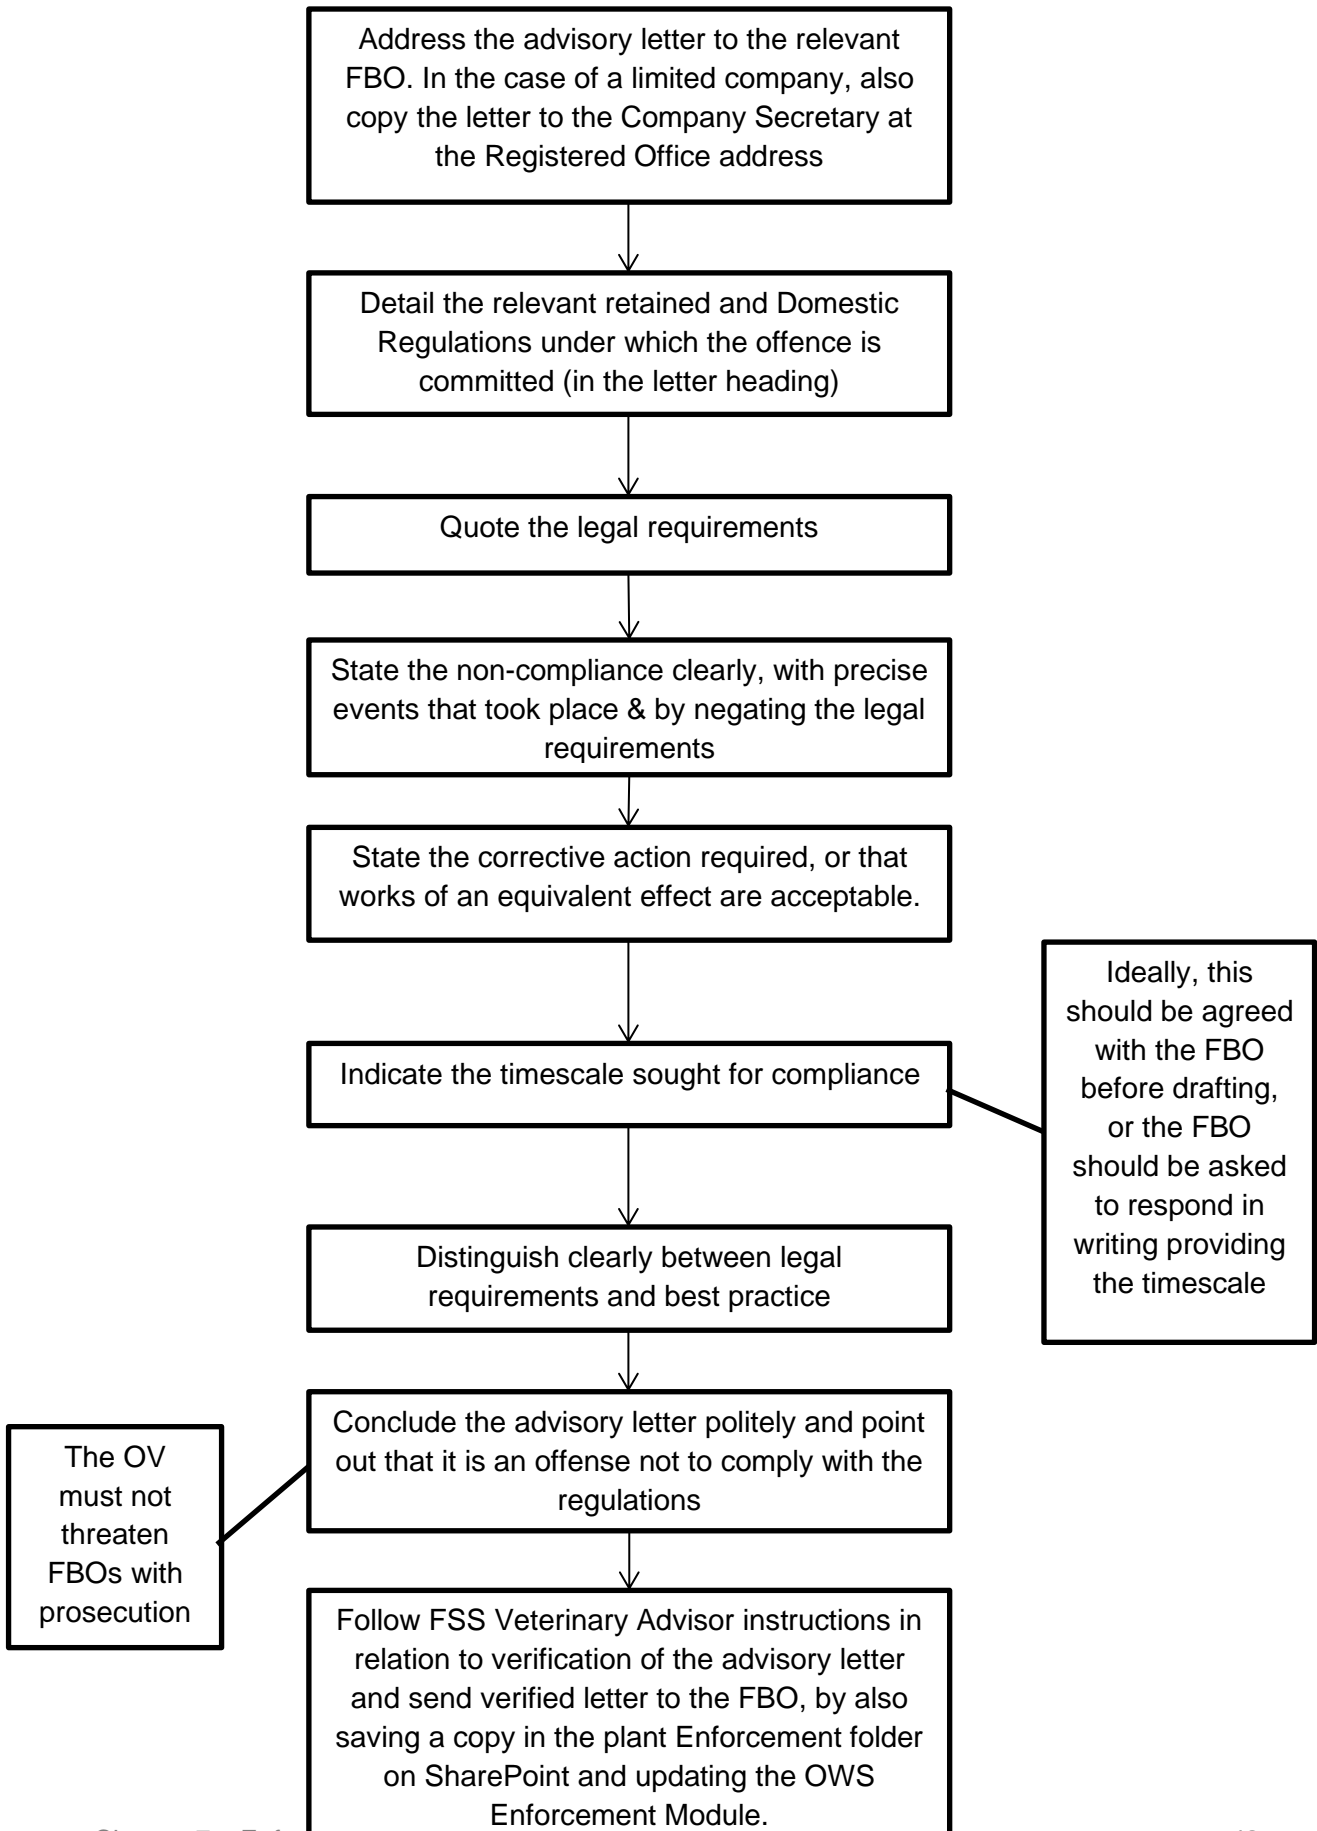 Address the advisory letter to the relevant
FBO. In the case of a limited company, also
copy the letter to the Company Secretary at
the Registered Office address
Detail the relevant retained and Domestic
Regulations under which the offence is
committed (in the letter heading)
Quote the legal requirements
State the non-compliance clearly, with precise
events that took place & by negating the legal
requirements
State the corrective action required, or that
works of an equivalent effect are acceptable.
Indicate the timescale sought for compliance
Ideally, this
should be agreed
with the FBO
before drafting,
or the FBO
should be asked
to respond in
writing providing
the timescale
Distinguish clearly between legal
requirements and best practice
Conclude the advisory letter politely and point
out that it is an offense not to comply with the
regulations
The OV
must not
threaten
FBOs with
prosecution
Follow FSS Veterinary Advisor instructions in
relation to verification of the advisory letter
and send verified letter to the FBO, by also
saving a copy in the plant Enforcement folder
on SharePoint and updating the OWS
Enforcement Module.